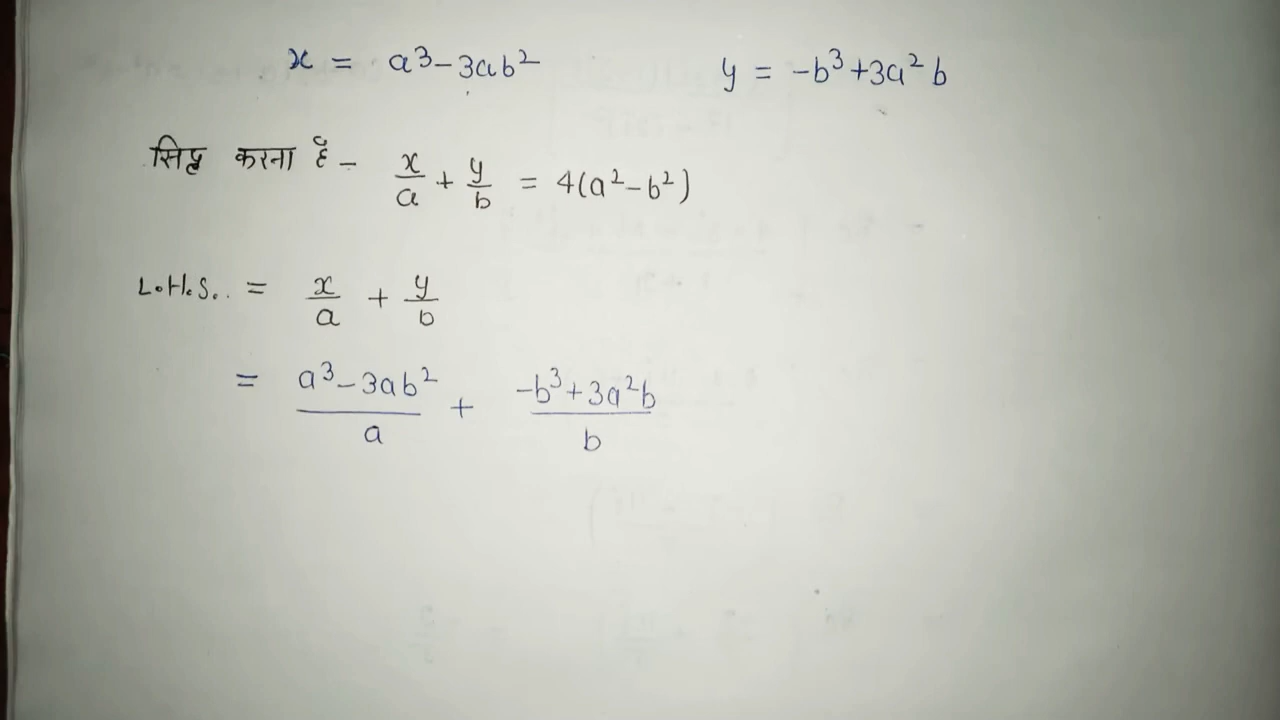 x = a³-3ab² y = -b³+3a²b
सिद्ध करना है - x/a + y/b = 4(a²-b²)
L.H.S.. = x/a + y/b
= (a³-3ab²)/a + (-b³+3a²b)/b